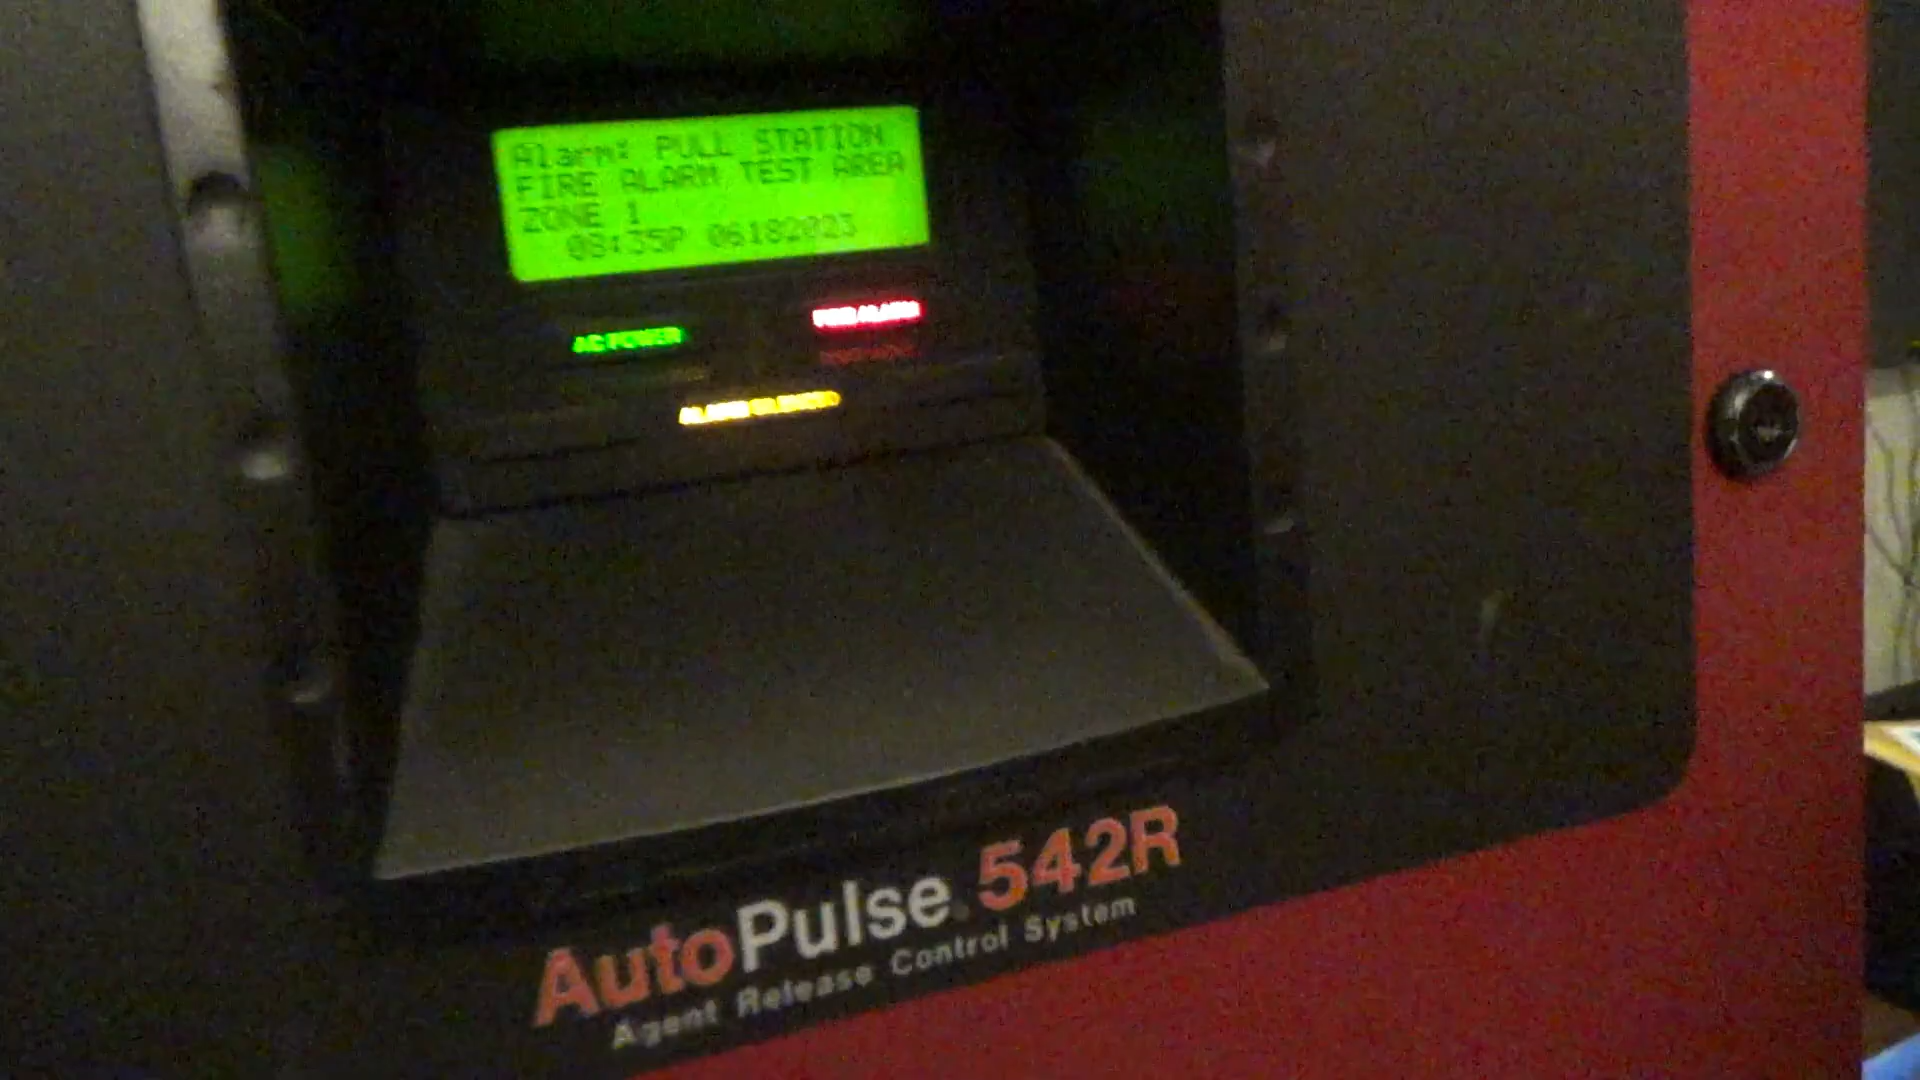 Alarm: PULL STATION
FIRE ALARM TEST AREA
ZONE 1
08:35P 06182023
AC POWER
FIRE ALARM
ALARM SILENCED
AutoPulse 542R
Agent Release Control System